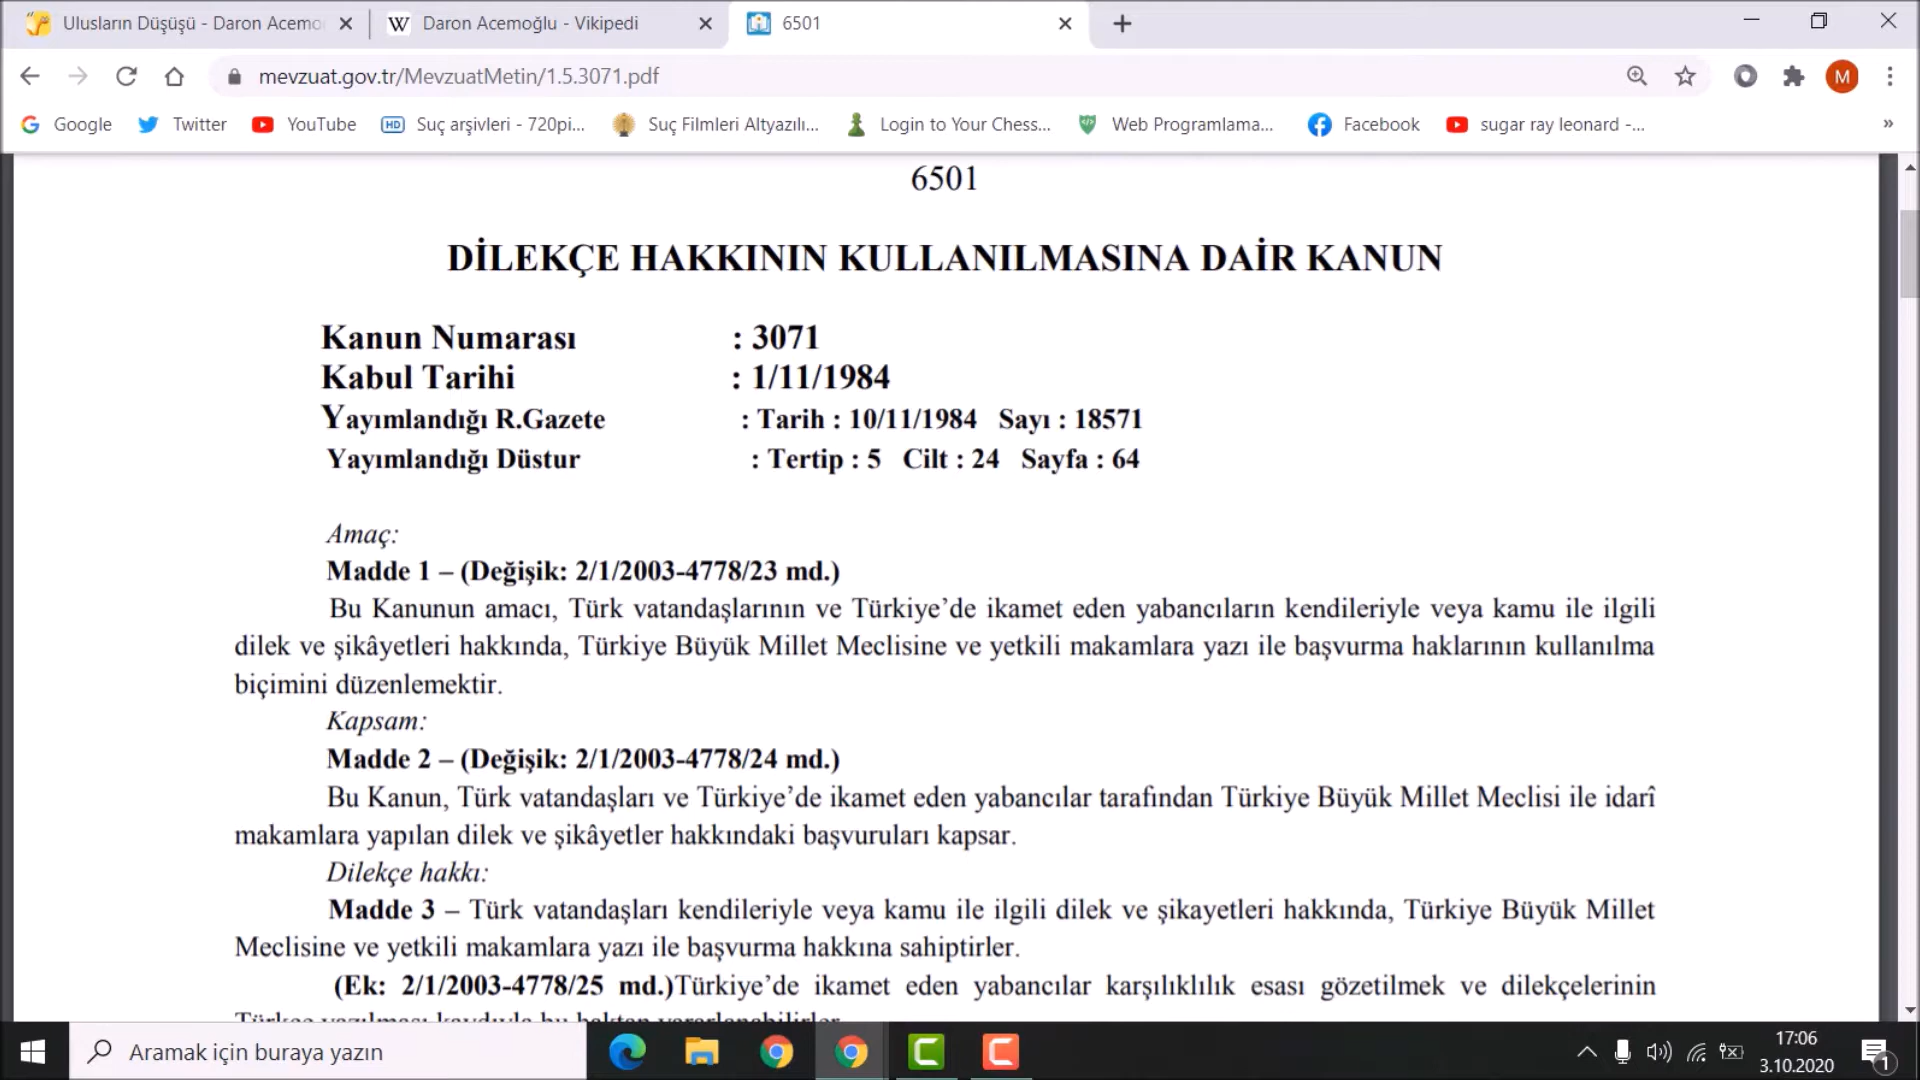 Ulusların Düşüşü - Daron Acemo
Daron Acemoğlu - Vikipedi
6501
mevzuat.gov.tr/MevzuatMetin/1.5.3071.pdf
M
Google
Twitter
YouTube
HD Suç arşivleri - 720pi...
Suç Filmleri Altyazılı...
Login to Your Chess...
Web Programlama...
Facebook
sugar ray leonard -...
»
6501
DİLEKÇE HAKKININ KULLANILMASINA DAİR KANUN
Kanun Numarası : 3071
Kabul Tarihi : 1/11/1984
Yayımlandığı R.Gazete : Tarih : 10/11/1984 Sayı : 18571
Yayımlandığı Düstur : Tertip : 5 Cilt : 24 Sayfa : 64
Amaç:
Madde 1 – (Değişik: 2/1/2003-4778/23 md.)
Bu Kanunun amacı, Türk vatandaşlarının ve Türkiye’de ikamet eden yabancıların kendileriyle veya kamu ile ilgili
dilek ve şikâyetleri hakkında, Türkiye Büyük Millet Meclisine ve yetkili makamlara yazı ile başvurma haklarının kullanılma
biçimini düzenlemektir.
Kapsam:
Madde 2 – (Değişik: 2/1/2003-4778/24 md.)
Bu Kanun, Türk vatandaşları ve Türkiye’de ikamet eden yabancılar tarafından Türkiye Büyük Millet Meclisi ile idarî
makamlara yapılan dilek ve şikâyetler hakkındaki başvuruları kapsar.
Dilekçe hakkı:
Madde 3 – Türk vatandaşları kendileriyle veya kamu ile ilgili dilek ve şikayetleri hakkında, Türkiye Büyük Millet
Meclisine ve yetkili makamlara yazı ile başvurma hakkına sahiptirler.
(Ek: 2/1/2003-4778/25 md.)Türkiye’de ikamet eden yabancılar karşılıklılık esası gözetilmek ve dilekçelerinin
Türkçe yazılması kaydıyla bu haktan yararlanabilirler.
Aramak için buraya yazın
17:06
3.10.2020
1